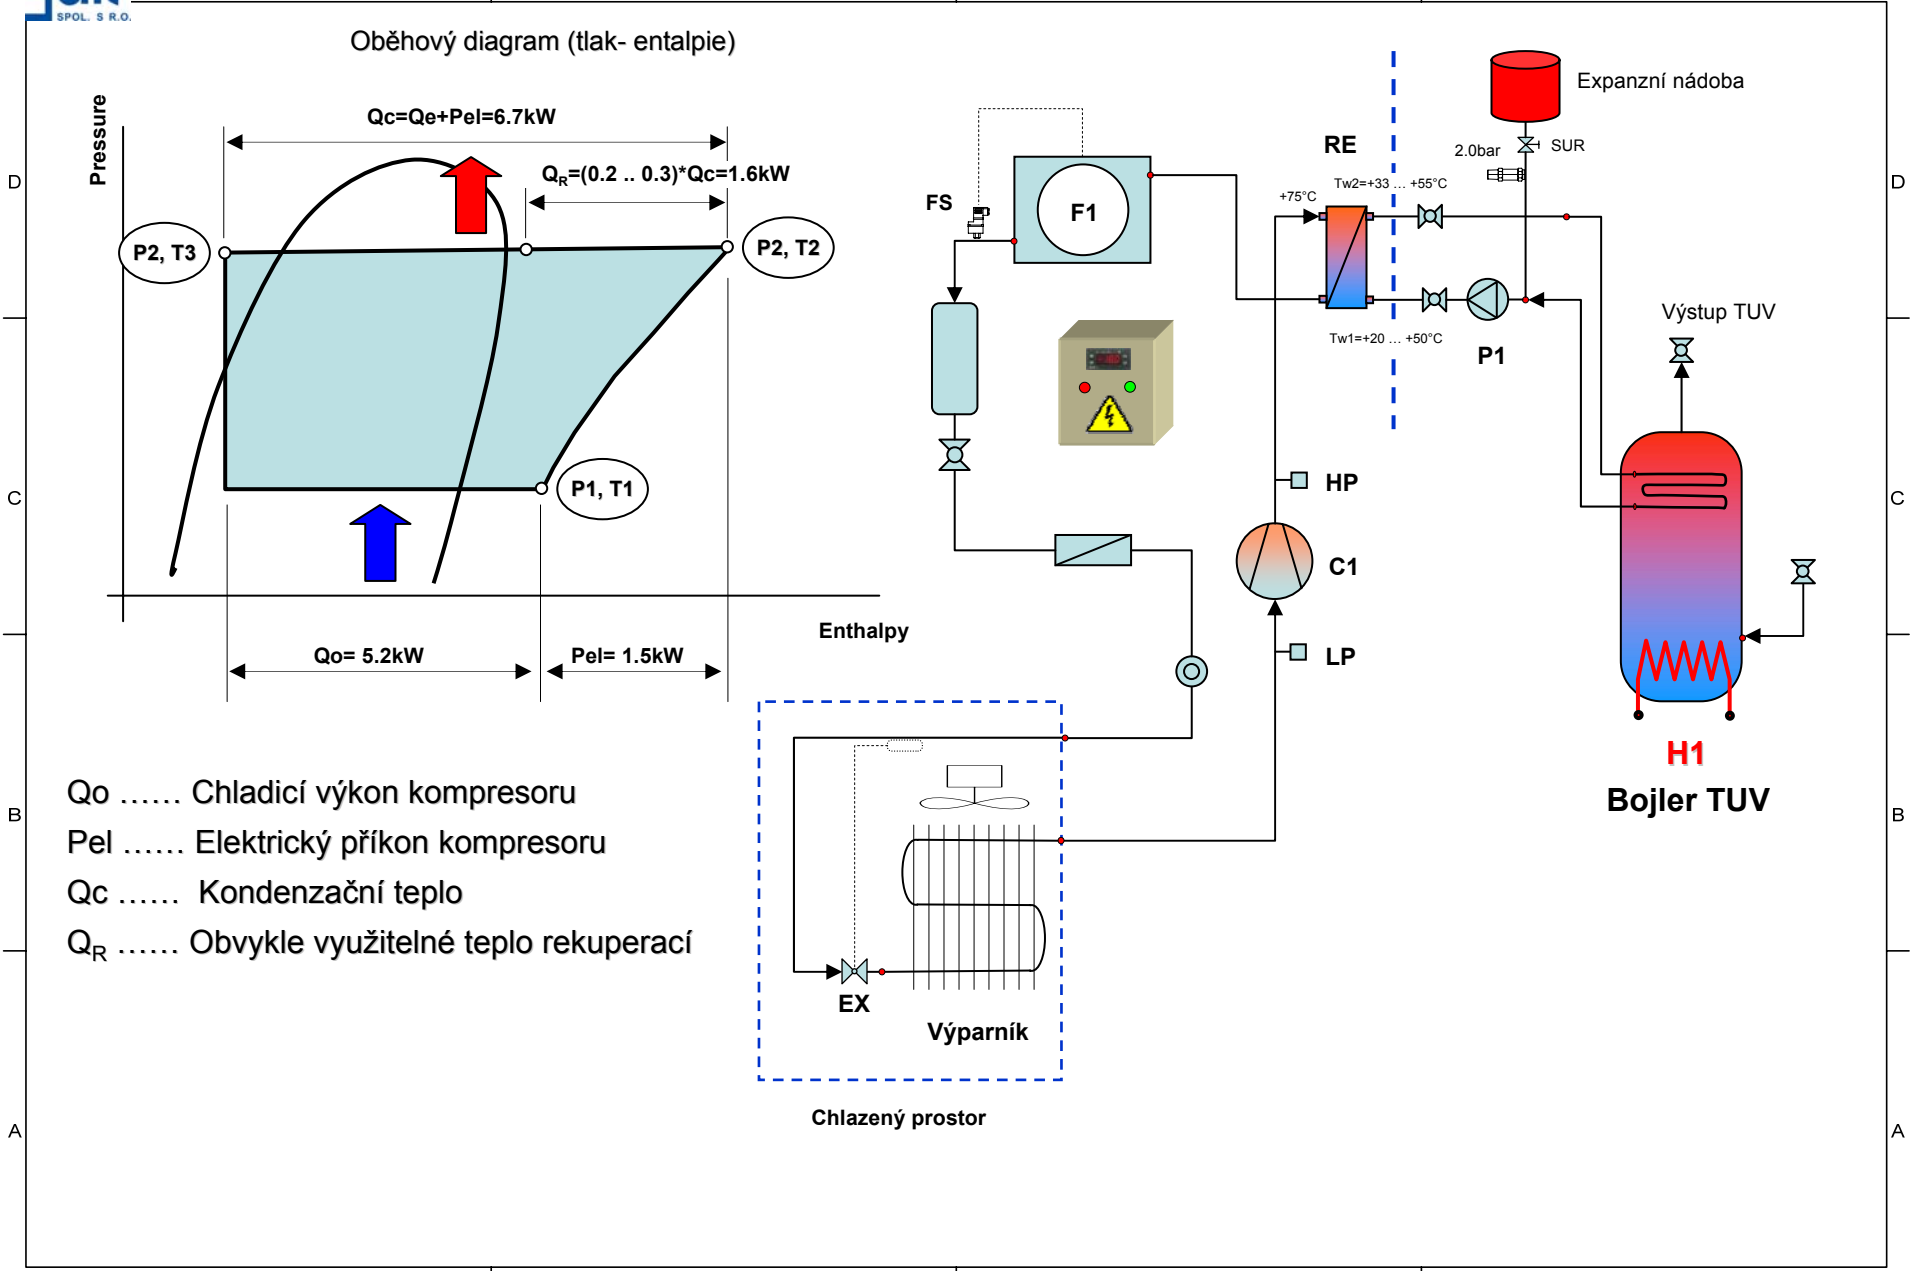 SPOL. S R.O.
Oběhový diagram (tlak- entalpie)
Pressure
Qc=Qe+Pel=6.7kW
QR=(0.2 .. 0.3)*Qc=1.6kW
P2, T3
P2, T2
P1, T1
Enthalpy
Qo= 5.2kW
Pel= 1.5kW
Qo ...... Chladicí výkon kompresoru
Pel ...... Elektrický příkon kompresoru
Qc ...... Kondenzační teplo
QR ...... Obvykle využitelné teplo rekuperací
FS
F1
RE
+75°C
Tw2=+33 ... +55°C
Tw1=+20 ... +50°C
2.0bar
SUR
Expanzní nádoba
P1
Výstup TUV
HP
C1
LP
H1
Bojler TUV
EX
Výparník
Chlazený prostor
D
D
C
C
B
B
A
A